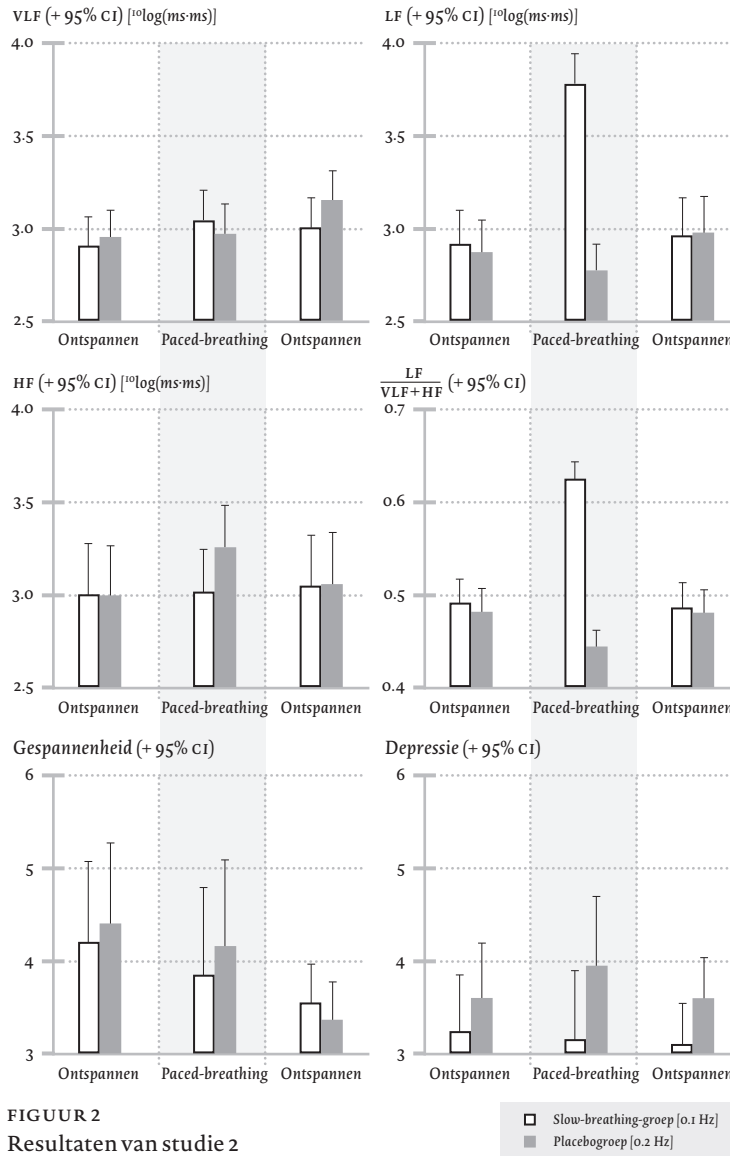 VLF (+ 95% CI) [¹⁰log(ms·ms)]
4.0
3.5
3.0
2.5
Ontspannen Paced-breathing Ontspannen
LF (+ 95% CI) [¹⁰log(ms·ms)]
4.0
3.5
3.0
2.5
Ontspannen Paced-breathing Ontspannen
HF (+ 95% CI) [¹⁰log(ms·ms)]
4.0
3.5
3.0
2.5
Ontspannen Paced-breathing Ontspannen
LF
VLF+HF (+ 95% CI)
0.7
0.6
0.5
0.4
Ontspannen Paced-breathing Ontspannen
Gespannenheid (+ 95% CI)
6
5
4
3
Ontspannen Paced-breathing Ontspannen
Depressie (+ 95% CI)
6
5
4
3
Ontspannen Paced-breathing Ontspannen
FIGUUR 2
Resultaten van studie 2
Slow-breathing-groep [0.1 Hz]
Placebogroep [0.2 Hz]